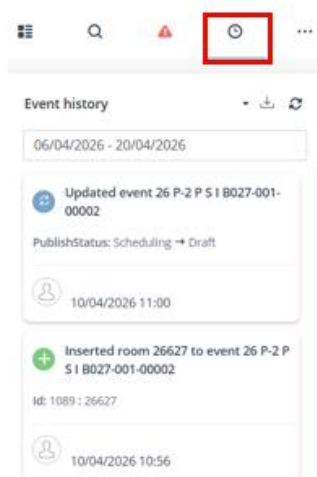 Event history
06/04/2026 - 20/04/2026
Updated event 26 P-2 P S I B027-001-
00002
PublishStatus: Scheduling → Draft
10/04/2026 11:00
Inserted room 26627 to event 26 P-2 P
S I B027-001-00002
Id: 1089 : 26627
10/04/2026 10:56